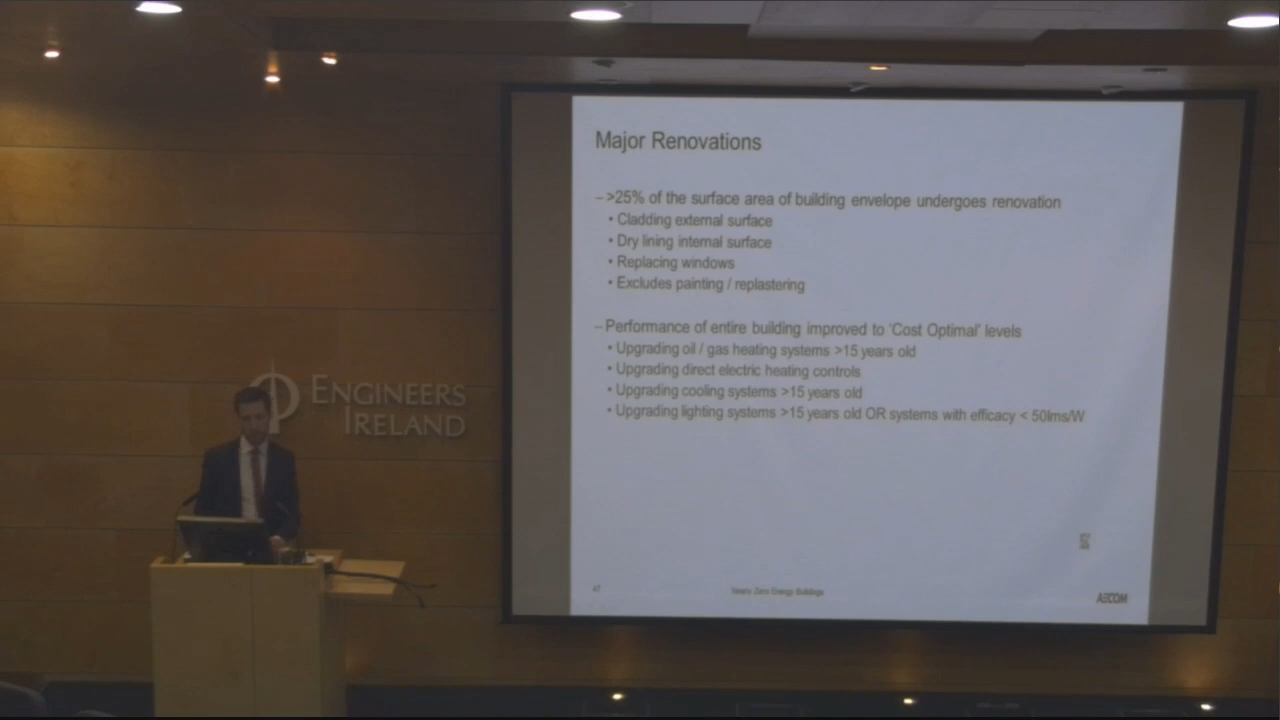 Major Renovations
–>25% of the surface area of building envelope undergoes renovation
• Cladding external surface
• Dry lining internal surface
• Replacing windows
• Excludes painting / replastering
– Performance of entire building improved to 'Cost Optimal' levels
• Upgrading oil / gas heating systems >15 years old
• Upgrading direct electric heating controls
• Upgrading cooling systems >15 years old
• Upgrading lighting systems >15 years old OR systems with efficacy < 50lms/W
Zero Energy Buildings
AECOM
ENGINEERS
IRELAND